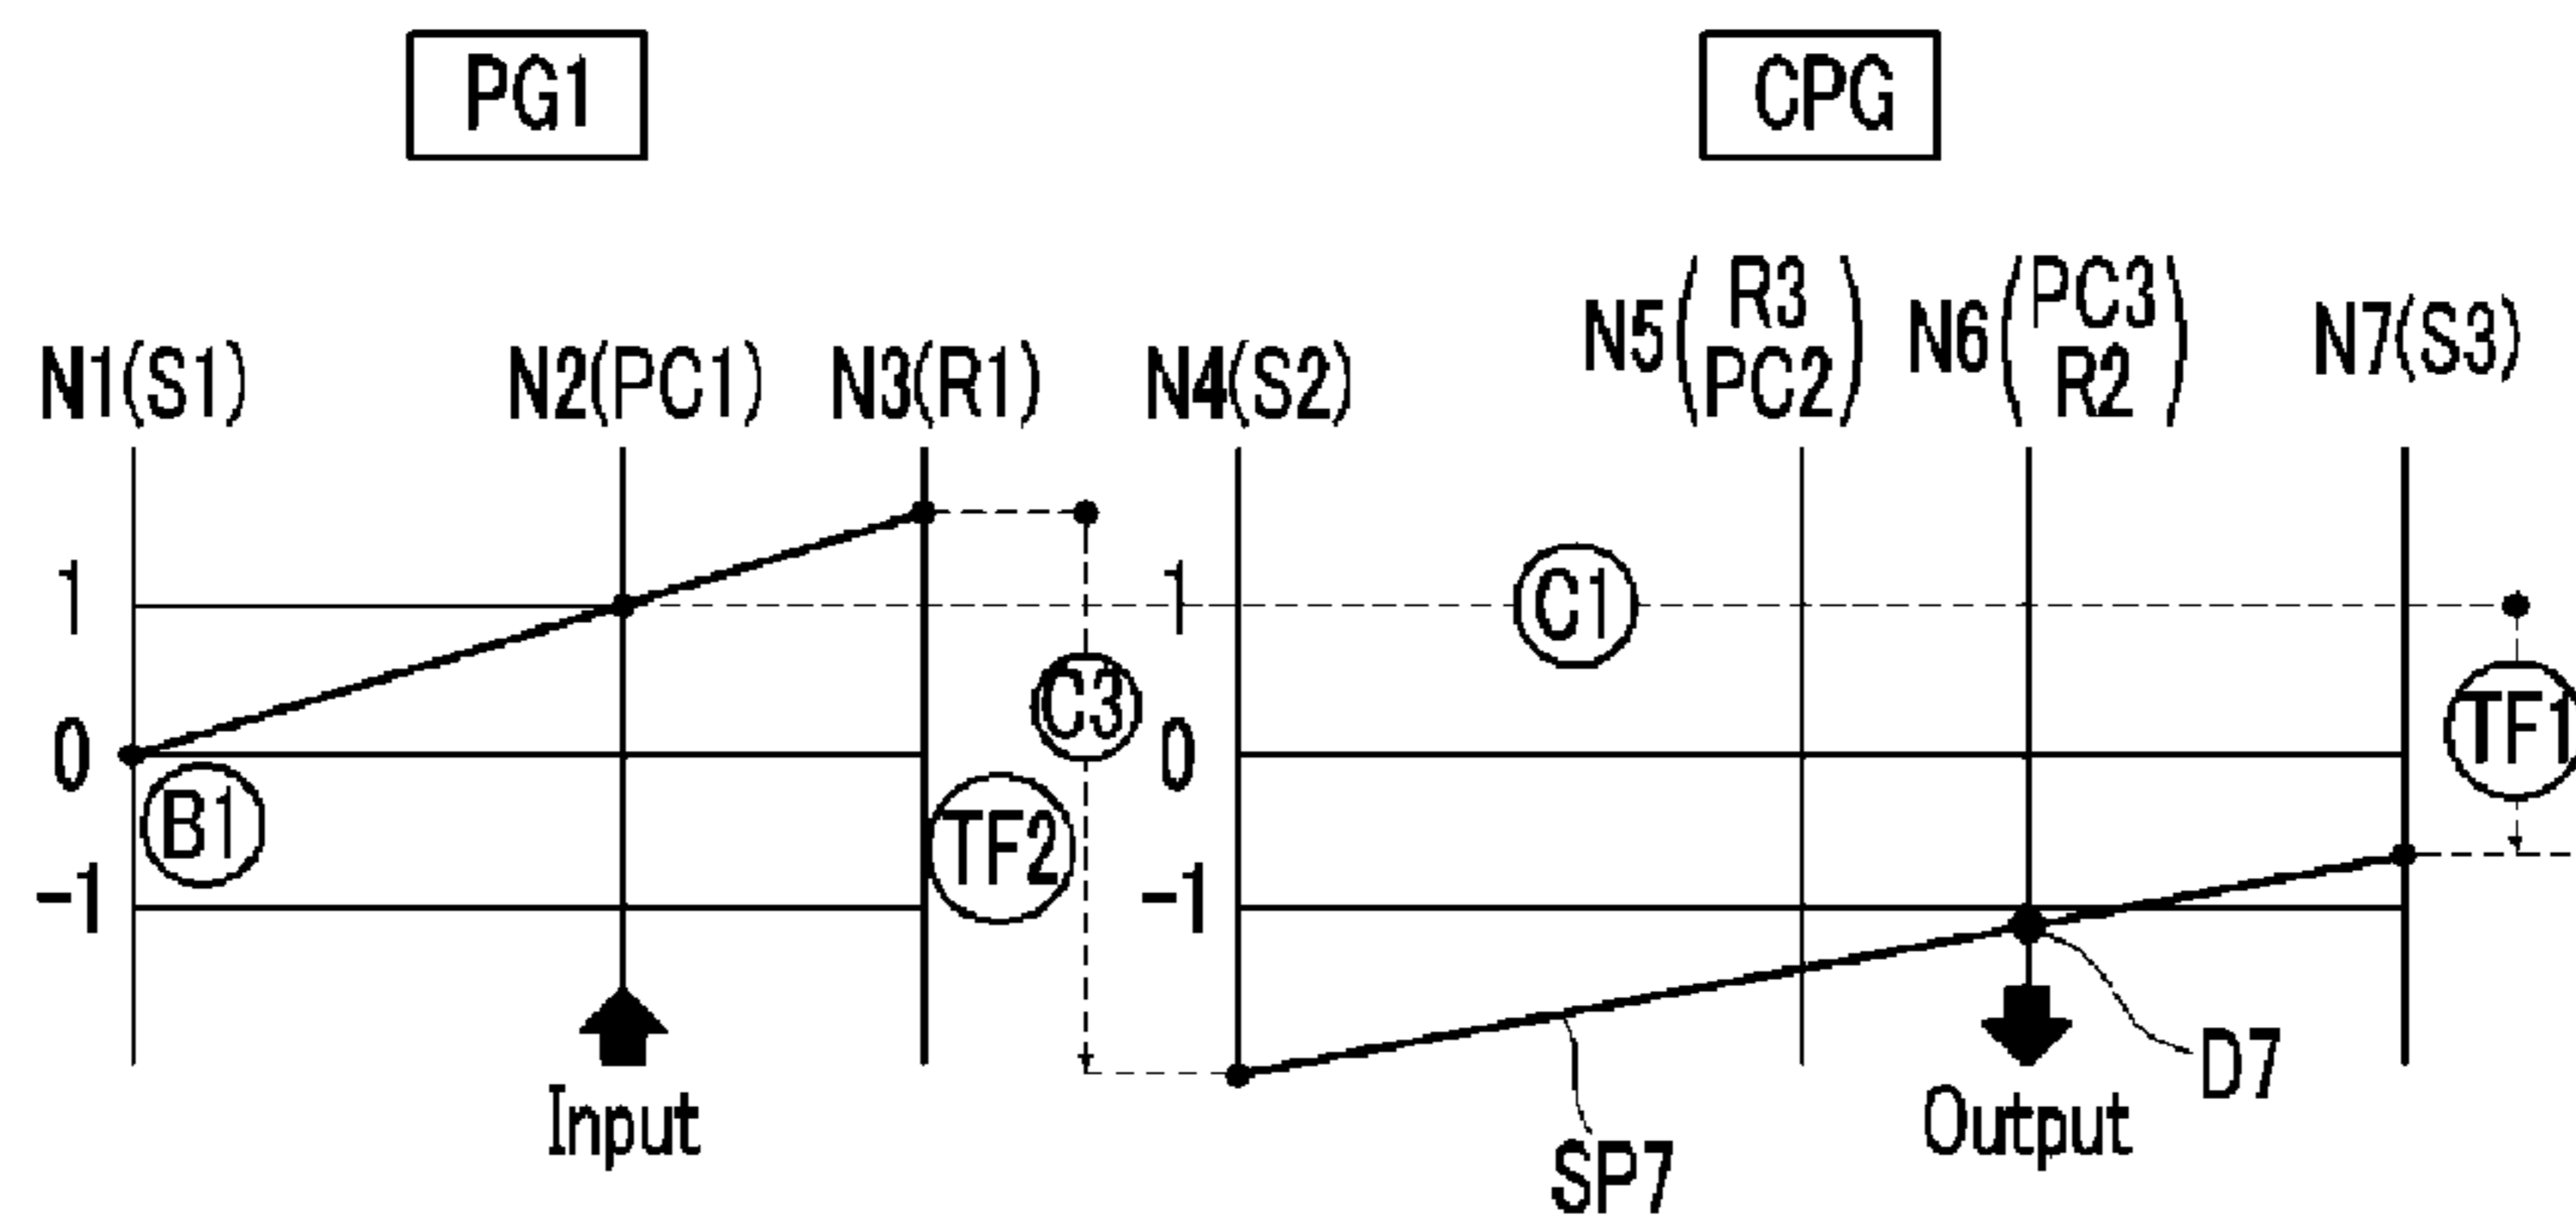 PG1
CPG
N1(S1)
N2(PC1)
N3(R1)
N4(S2)
N5(R3
PC2)
N6(PC3
R2)
N7(S3)
1
0
-1
B1
TF2
C3
1
0
-1
C1
TF1
Input
SP7
Output
D7